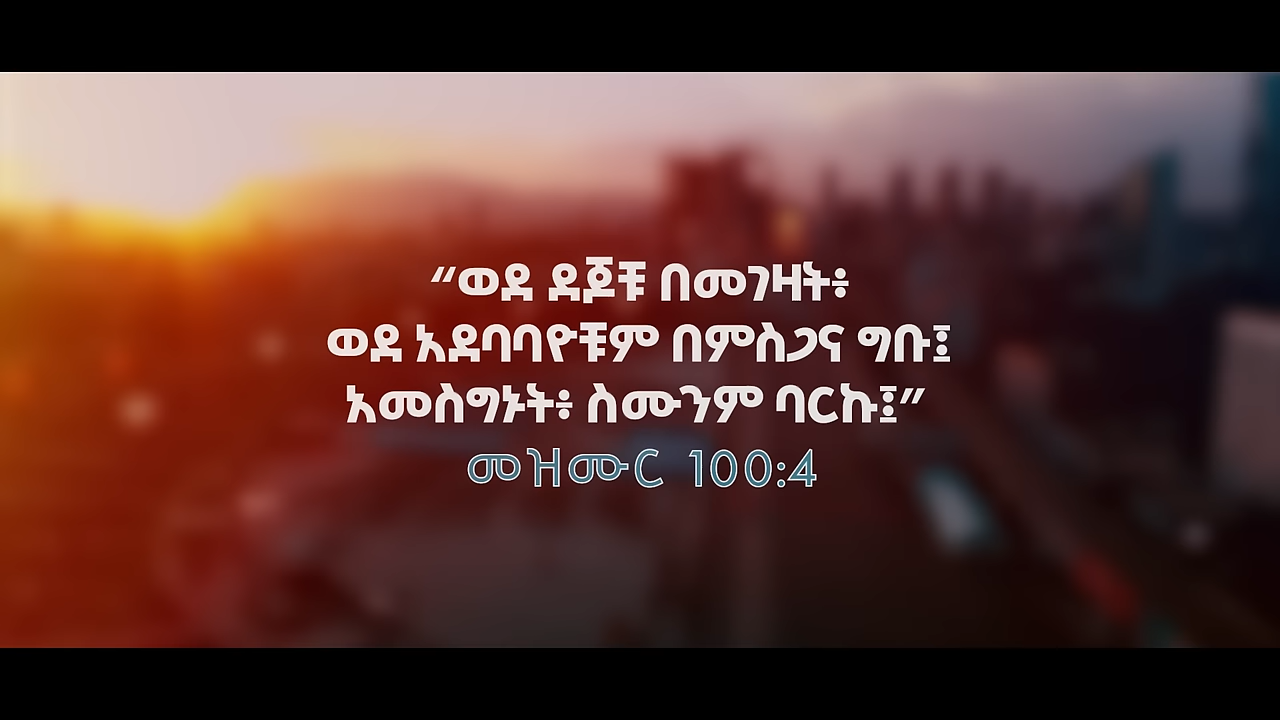 “ወደ ደጆቹ በመገዛት፥
ወደ አደባባዮቹም በምስጋና ግቡ፤
አመስግኑት፥ ስሙንም ባርኩ፤”
መዝሙር 100:4